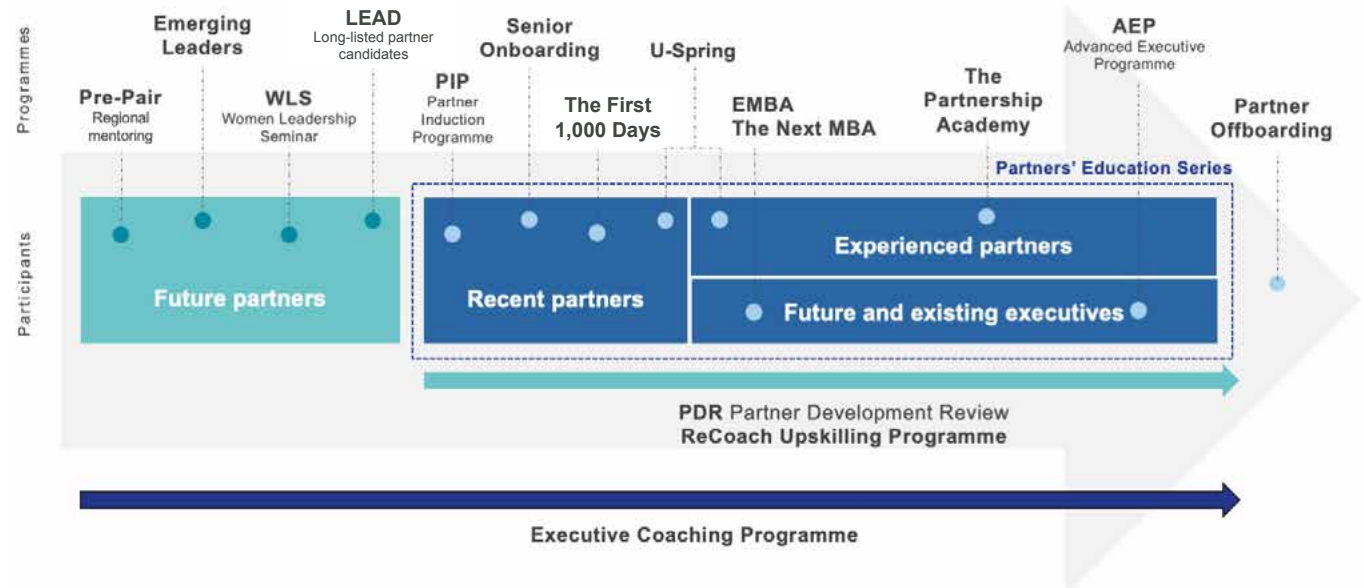 Programmes
Pre-Pair
Regional
mentoring
Emerging
Leaders
WLS
Women Leadership
Seminar
LEAD
Long-listed partner
candidates
PIP
Partner
Induction
Programme
Senior
Onboarding
The First
1,000 Days
U-Spring
EMBA
The Next MBA
The
Partnership
Academy
AEP
Advanced Executive
Programme
Partner
Offboarding
Partners’ Education Series
Participants
Future partners
Recent partners
Experienced partners
Future and existing executives
PDR Partner Development Review
ReCoach Upskilling Programme
Executive Coaching Programme